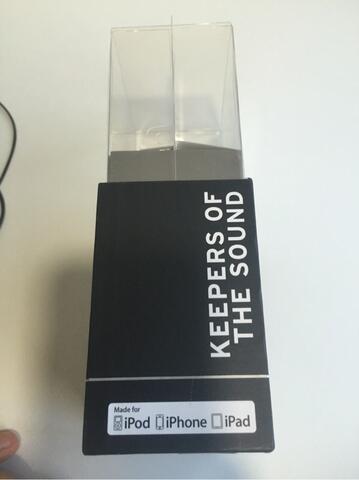 KEEPERS OF
THE SOUND
Made for
iPod iPhone iPad